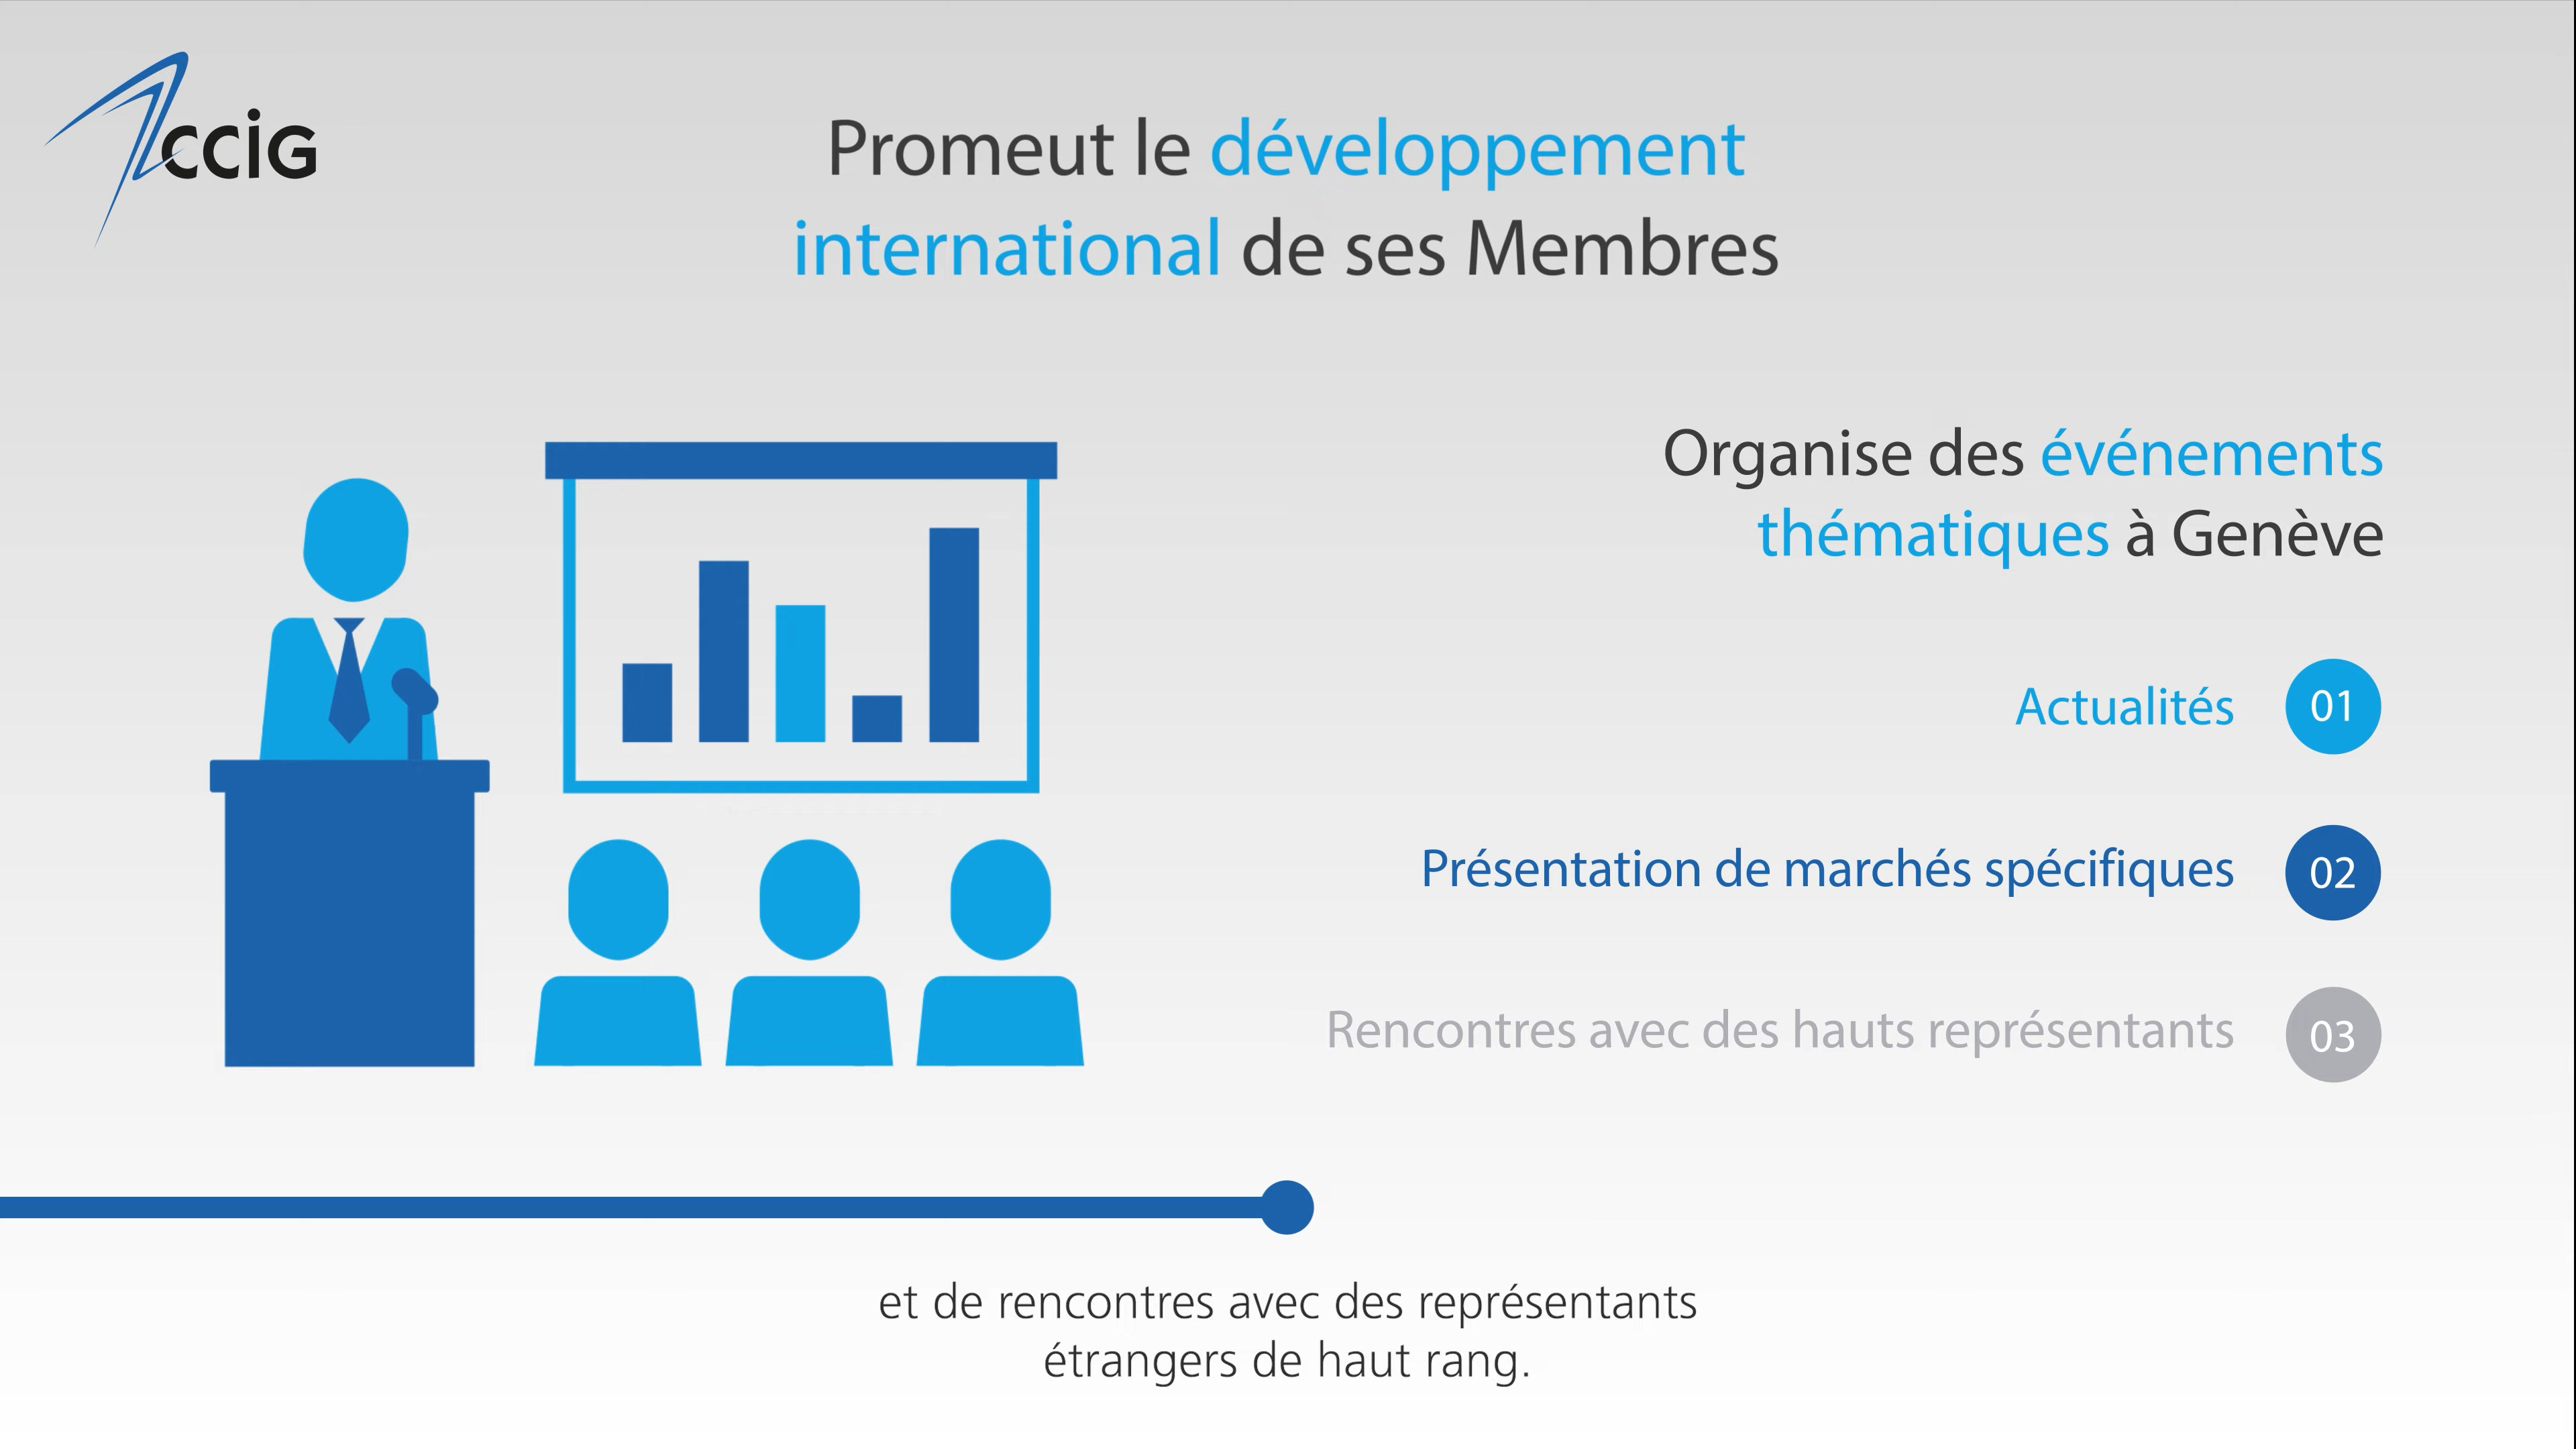 ccig
Promeut le développement
international de ses Membres
Organise des événements
thématiques à Genève
Actualités 01
Présentation de marchés spécifiques 02
Rencontres avec des hauts représentants 03
et de rencontres avec des représentants
étrangers de haut rang.